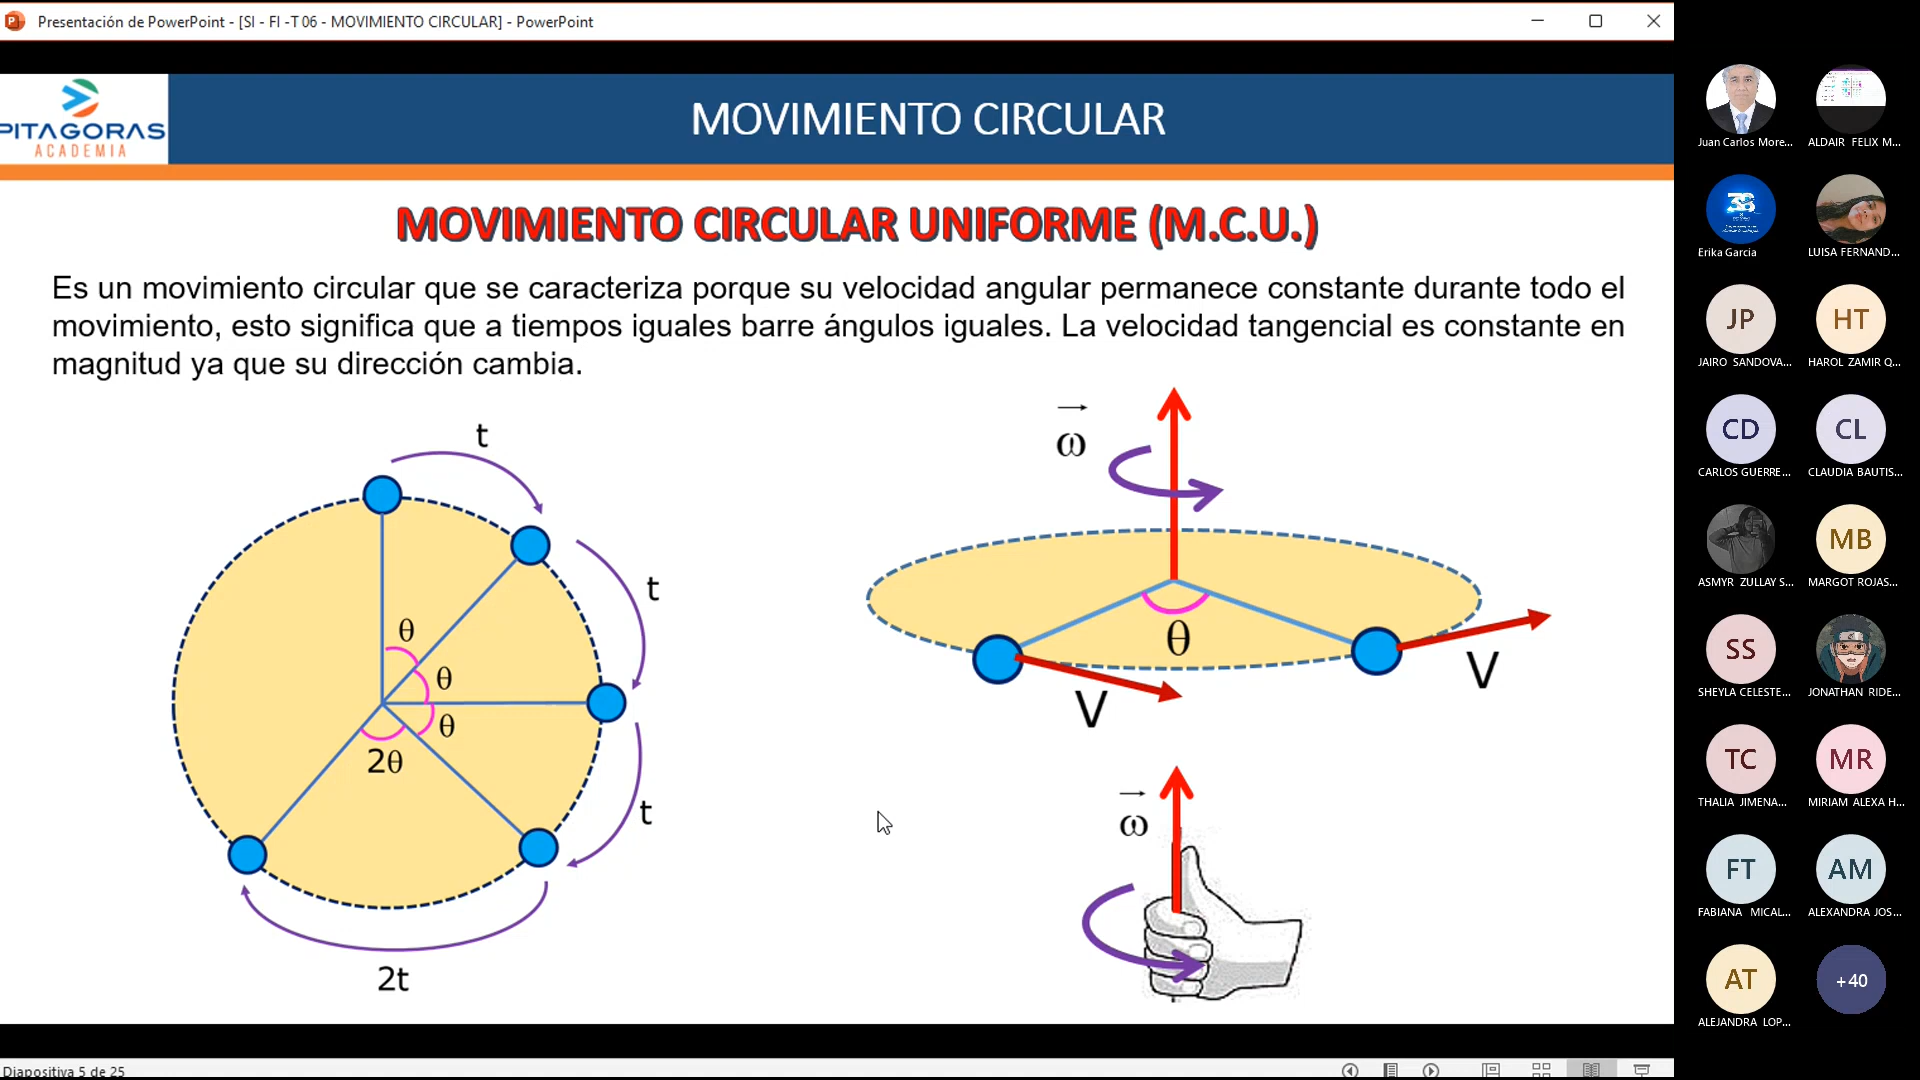 Presentación de PowerPoint - [SI - FI -T 06 - MOVIMIENTO CIRCULAR] - PowerPoint
PITAGORAS
ACADEMIA
MOVIMIENTO CIRCULAR
MOVIMIENTO CIRCULAR UNIFORME (M.C.U.)
Es un movimiento circular que se caracteriza porque su velocidad angular permanece constante durante todo el
movimiento, esto significa que a tiempos iguales barre ángulos iguales. La velocidad tangencial es constante en
magnitud ya que su dirección cambia.
t
t
θ
θ
θ
2θ
t
2t
ω
θ
V
V
ω
Juan Carlos More...
ALDAIR FELIX M...
Erika Garcia
LUISA FERNAND...
JP
HT
JAIRO SANDOVA...
HAROL ZAMIR Q...
CD
CL
CARLOS GUERRE...
CLAUDIA BAUTIS...
MB
ASMYR ZULLAY S...
MARGOT ROJAS...
SS
SHEYLA CELESTE...
JONATHAN RIDE...
TC
MR
THALIA JIMENA...
MIRIAM ALEXA H...
FT
AM
FABIANA MICAL...
ALEXANDRA JOS...
AT
+40
ALEJANDRA LOP...
Diapositiva 5 de 25